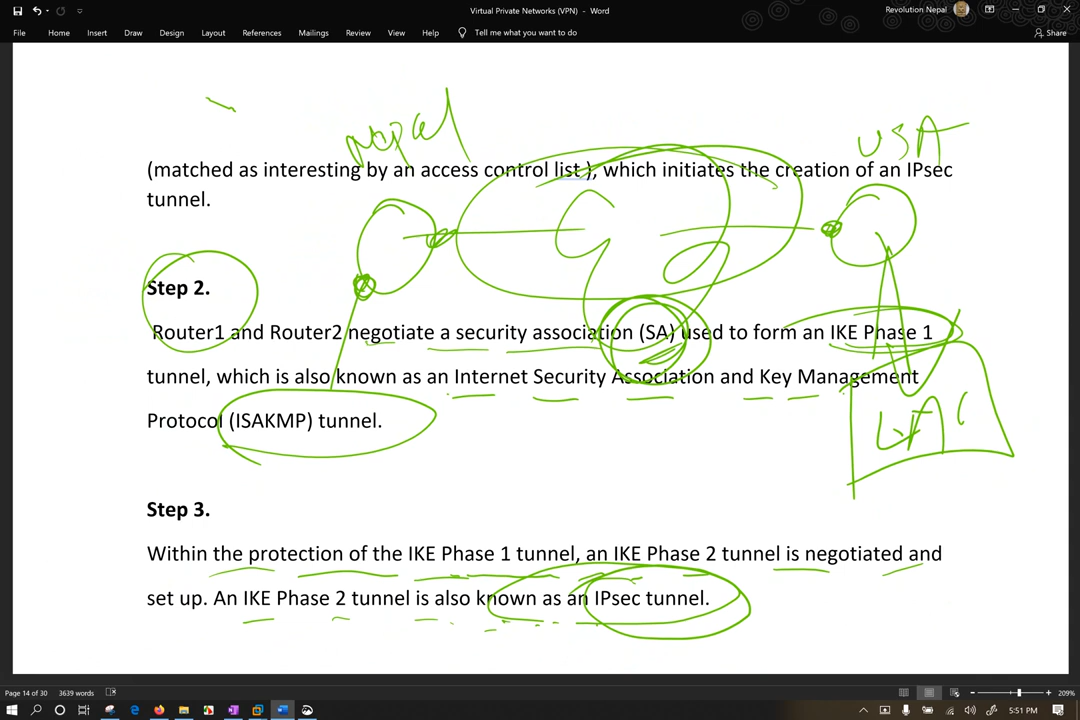 Virtual Private Networks (VPN) - Word
Revolution Nepal
File Home Insert Draw Design Layout References Mailings Review View Help Tell me what you want to do Share
Nepal
USA
(matched as interesting by an access control list ), which initiates the creation of an IPsec
tunnel.
Step 2.
Router1 and Router2 negotiate a security association (SA) used to form an IKE Phase 1
tunnel, which is also known as an Internet Security Association and Key Management
Protocol (ISAKMP) tunnel.
Step 3.
Within the protection of the IKE Phase 1 tunnel, an IKE Phase 2 tunnel is negotiated and
set up. An IKE Phase 2 tunnel is also known as an IPsec tunnel.
Page 14 of 30 3639 words 209%
5:51 PM